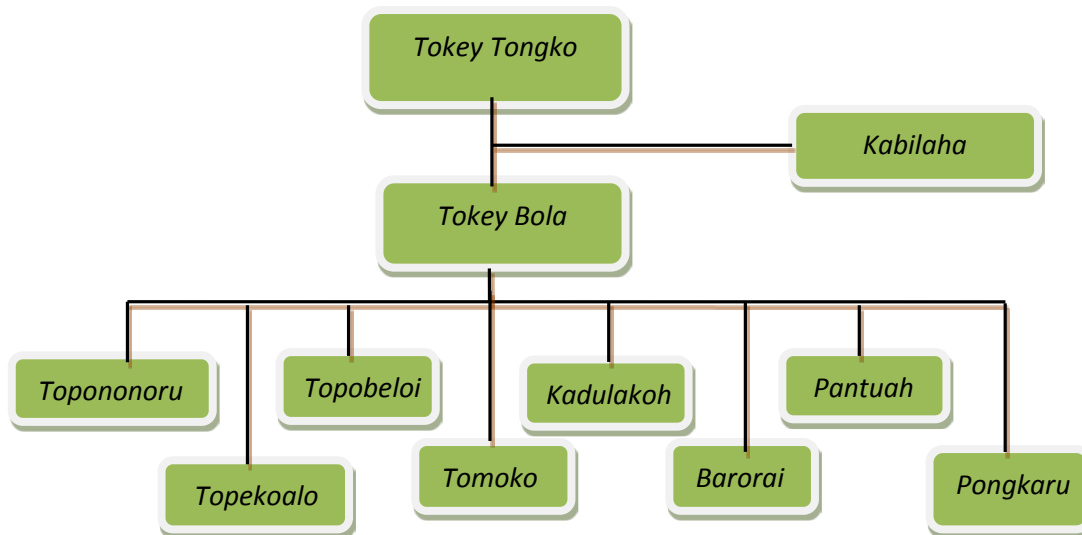 Tokey Tongko
Kabilaha
Tokey Bola
Topononoru
Topobeloi
Kadulakoh
Pantuah
Topekoalo
Tomoko
Barorai
Pongkaru